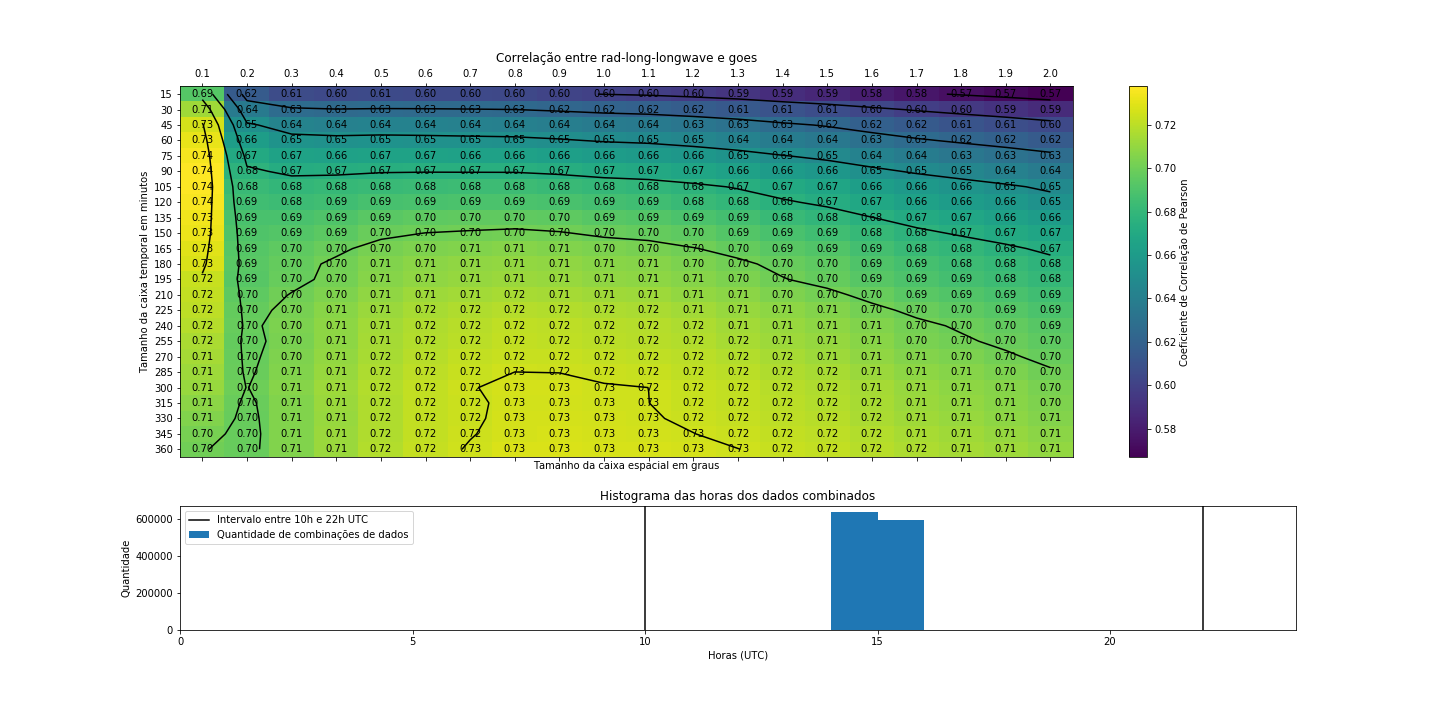 Correlação entre rad-long-longwave e goes
0.1 0.2 0.3 0.4 0.5 0.6 0.7 0.8 0.9 1.0 1.1 1.2 1.3 1.4 1.5 1.6 1.7 1.8 1.9 2.0
15 0.69 0.62 0.61 0.60 0.61 0.60 0.60 0.60 0.60 0.60 0.60 0.60 0.59 0.59 0.59 0.58 0.58 0.57 0.57 0.57
30 0.71 0.64 0.63 0.63 0.63 0.63 0.63 0.63 0.62 0.62 0.62 0.62 0.61 0.61 0.61 0.60 0.60 0.60 0.59 0.59
45 0.73 0.65 0.64 0.64 0.64 0.64 0.64 0.64 0.64 0.64 0.64 0.63 0.63 0.63 0.62 0.62 0.62 0.61 0.61 0.60
60 0.73 0.66 0.65 0.65 0.65 0.65 0.65 0.65 0.65 0.65 0.65 0.64 0.64 0.64 0.64 0.63 0.63 0.63 0.62 0.62
75 0.74 0.67 0.67 0.66 0.67 0.67 0.66 0.66 0.66 0.66 0.66 0.66 0.65 0.65 0.65 0.64 0.64 0.63 0.63 0.63
90 0.74 0.68 0.67 0.67 0.67 0.67 0.67 0.67 0.67 0.67 0.67 0.67 0.66 0.66 0.66 0.65 0.65 0.65 0.64 0.64
105 0.74 0.68 0.68 0.68 0.68 0.68 0.68 0.68 0.68 0.68 0.68 0.68 0.67 0.67 0.67 0.66 0.66 0.66 0.65 0.65
120 0.74 0.69 0.68 0.69 0.69 0.69 0.69 0.69 0.69 0.69 0.68 0.68 0.68 0.68 0.67 0.67 0.66 0.66 0.66 0.65
135 0.73 0.69 0.69 0.69 0.69 0.70 0.70 0.70 0.70 0.69 0.69 0.69 0.69 0.68 0.68 0.68 0.67 0.67 0.66 0.66
150 0.73 0.69 0.69 0.69 0.70 0.70 0.70 0.70 0.70 0.70 0.70 0.69 0.69 0.69 0.69 0.68 0.68 0.67 0.67 0.67
165 0.73 0.69 0.70 0.70 0.70 0.70 0.71 0.71 0.71 0.70 0.70 0.70 0.70 0.69 0.69 0.69 0.68 0.68 0.68 0.67
180 0.73 0.69 0.70 0.70 0.71 0.71 0.71 0.71 0.71 0.71 0.71 0.70 0.70 0.70 0.70 0.69 0.69 0.68 0.68 0.68
195 0.72 0.69 0.70 0.70 0.71 0.71 0.71 0.71 0.71 0.71 0.71 0.71 0.70 0.70 0.70 0.69 0.69 0.69 0.68 0.68
210 0.72 0.70 0.70 0.70 0.71 0.71 0.71 0.72 0.71 0.71 0.71 0.71 0.71 0.70 0.70 0.70 0.69 0.69 0.69 0.69
225 0.72 0.70 0.70 0.71 0.71 0.71 0.72 0.72 0.72 0.72 0.71 0.71 0.71 0.71 0.71 0.70 0.70 0.70 0.69 0.69
240 0.72 0.70 0.70 0.71 0.71 0.72 0.72 0.72 0.72 0.72 0.72 0.72 0.71 0.71 0.71 0.71 0.70 0.70 0.70 0.69
255 0.72 0.70 0.70 0.71 0.71 0.72 0.72 0.72 0.72 0.72 0.72 0.72 0.72 0.71 0.71 0.71 0.70 0.70 0.70 0.70
270 0.71 0.70 0.70 0.71 0.72 0.72 0.72 0.72 0.72 0.72 0.72 0.72 0.72 0.72 0.71 0.71 0.71 0.70 0.70 0.70
285 0.71 0.70 0.71 0.71 0.72 0.72 0.72 0.73 0.72 0.72 0.72 0.72 0.72 0.72 0.71 0.71 0.71 0.71 0.70 0.70
300 0.71 0.70 0.71 0.71 0.72 0.72 0.72 0.73 0.73 0.73 0.72 0.72 0.72 0.72 0.72 0.71 0.71 0.71 0.71 0.70
315 0.71 0.70 0.71 0.71 0.72 0.72 0.72 0.73 0.73 0.73 0.73 0.72 0.72 0.72 0.72 0.72 0.71 0.71 0.71 0.70
330 0.71 0.70 0.71 0.71 0.72 0.72 0.72 0.73 0.73 0.73 0.73 0.72 0.72 0.72 0.72 0.72 0.71 0.71 0.71 0.71
345 0.70 0.70 0.71 0.71 0.72 0.72 0.72 0.73 0.73 0.73 0.73 0.73 0.72 0.72 0.72 0.72 0.72 0.71 0.71 0.71
360 0.70 0.70 0.71 0.71 0.72 0.72 0.73 0.73 0.73 0.73 0.73 0.73 0.73 0.72 0.72 0.72 0.72 0.71 0.71 0.71
Tamanho da caixa temporal em minutos
Tamanho da caixa espacial em graus
0.72
0.70
0.68
0.66
0.64
0.62
0.60
0.58
Coeficiente de Correlação de Pearson
Histograma das horas dos dados combinados
Intervalo entre 10h e 22h UTC
Quantidade de combinações de dados
600000
400000
200000
0
Quantidade
0 5 10 15 20
Horas (UTC)